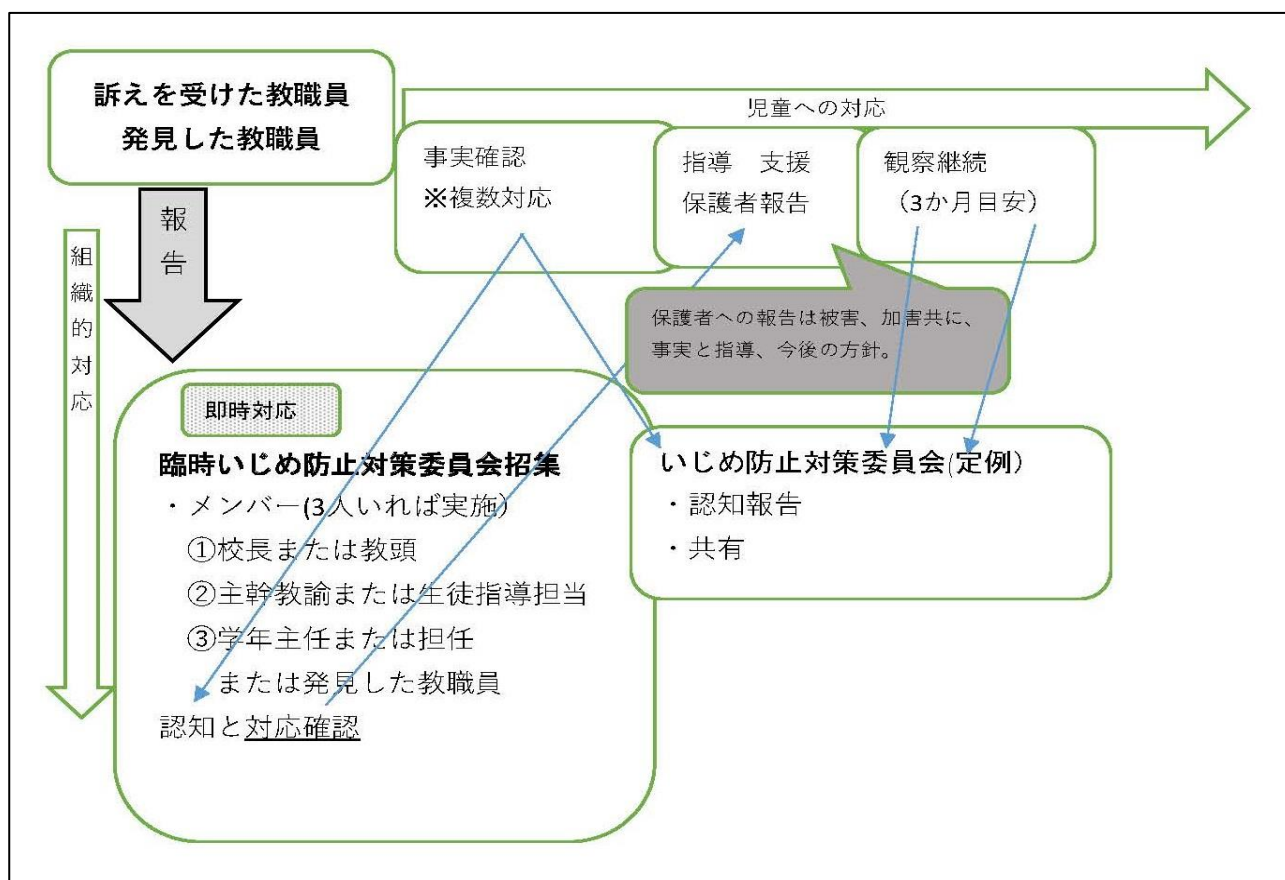 訴えを受けた教職員
発見した教職員
児童への対応
事実確認
※複数対応
指導　支援
保護者報告
観察継続
（3か月目安）
報告
組織的対応
保護者への報告は被害、加害共に、
事実と指導、今後の方針。
即時対応
臨時いじめ防止対策委員会招集
・メンバー(3人いれば実施)
①校長または教頭
②主幹教諭または生徒指導担当
③学年主任または担任
または発見した教職員
認知と対応確認
いじめ防止対策委員会(定例)
・認知報告
・共有